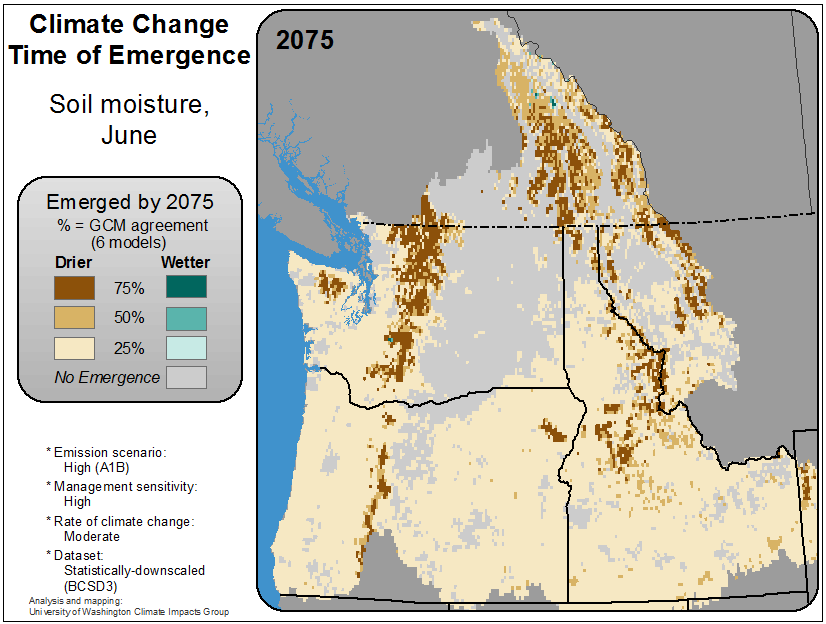 Climate Change
Time of Emergence
Soil moisture,
June
2075
Emerged by 2075
% = GCM agreement
(6 models)
Drier Wetter
75%
50%
25%
No Emergence
* Emission scenario:
High (A1B)
* Management sensitivity:
High
* Rate of climate change:
Moderate
* Dataset:
Statistically-downscaled
(BCSD3)
Analysis and mapping:
University of Washington Climate Impacts Group